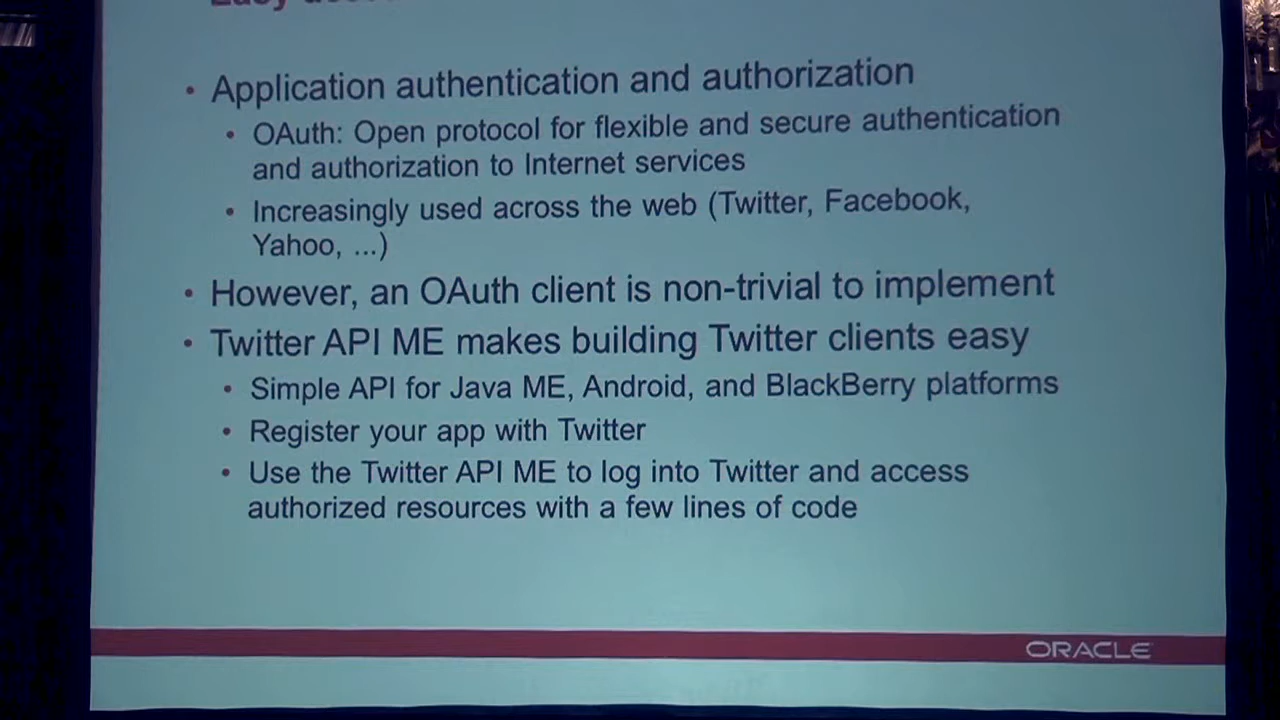 • Application authentication and authorization
• OAuth: Open protocol for flexible and secure authentication
and authorization to Internet services
• Increasingly used across the web (Twitter, Facebook,
Yahoo, ...)
• However, an OAuth client is non-trivial to implement
• Twitter API ME makes building Twitter clients easy
• Simple API for Java ME, Android, and BlackBerry platforms
• Register your app with Twitter
• Use the Twitter API ME to log into Twitter and access
authorized resources with a few lines of code
ORACLE